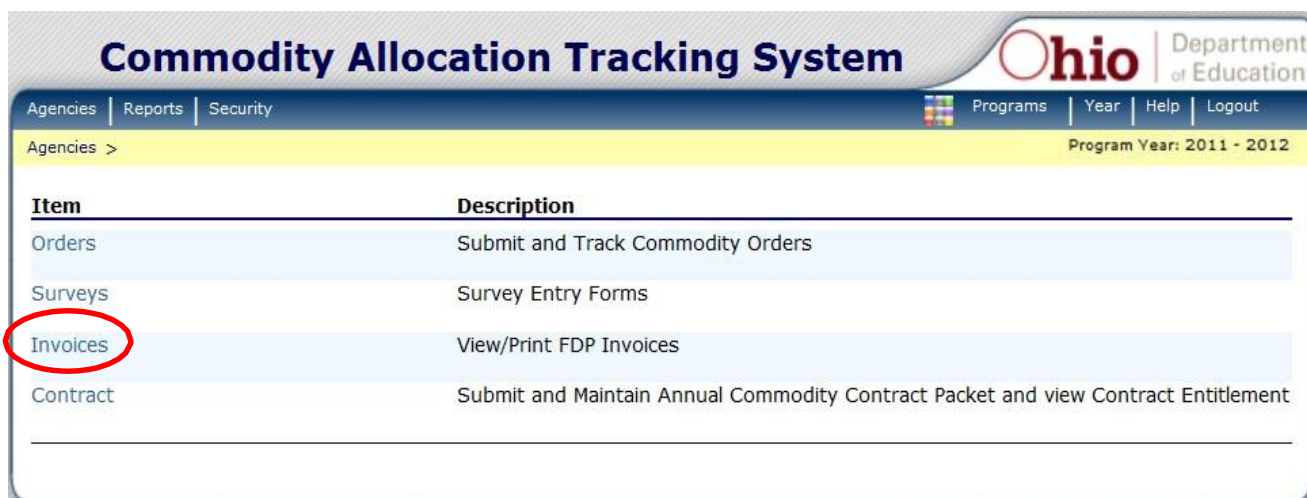 Commodity Allocation Tracking System
Ohio Department of Education
Agencies | Reports | Security Programs | Year | Help | Logout
Agencies > Program Year: 2011 - 2012
Item Description
Orders Submit and Track Commodity Orders
Surveys Survey Entry Forms
Invoices View/Print FDP Invoices
Contract Submit and Maintain Annual Commodity Contract Packet and view Contract Entitlement